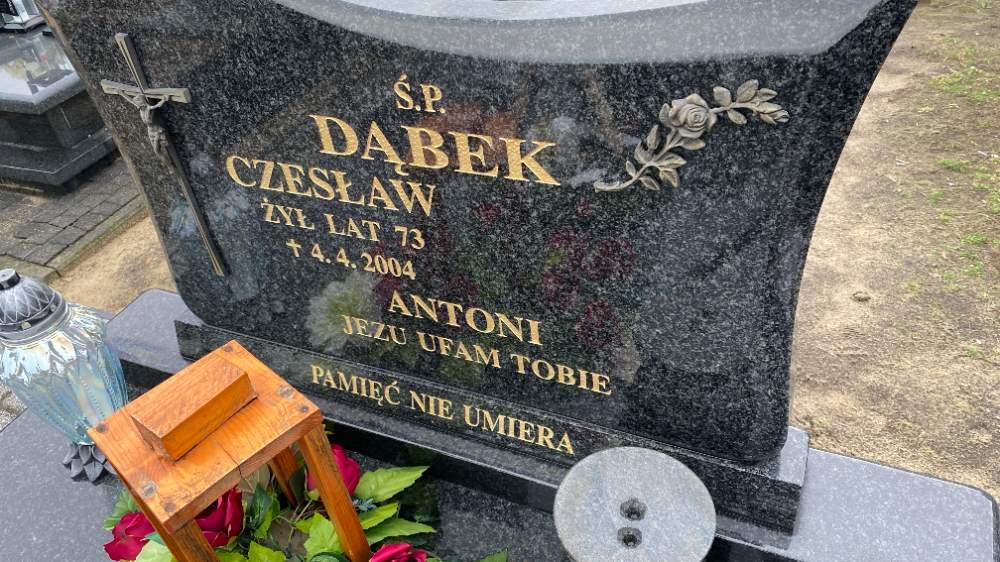 Ś.P.
DĄBEK
CZESŁAW
ŻYŁ LAT 73
† 4.4.2004
ANTONI
JEZU UFAM TOBIE
PAMIĘĆ NIE UMIERA